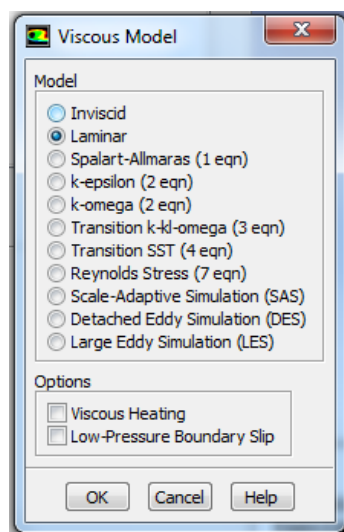 Viscous Model
Model
Inviscid
Laminar
Spalart-Allmaras (1 eqn)
k-epsilon (2 eqn)
k-omega (2 eqn)
Transition k-kl-omega (3 eqn)
Transition SST (4 eqn)
Reynolds Stress (7 eqn)
Scale-Adaptive Simulation (SAS)
Detached Eddy Simulation (DES)
Large Eddy Simulation (LES)
Options
Viscous Heating
Low-Pressure Boundary Slip
OK Cancel Help